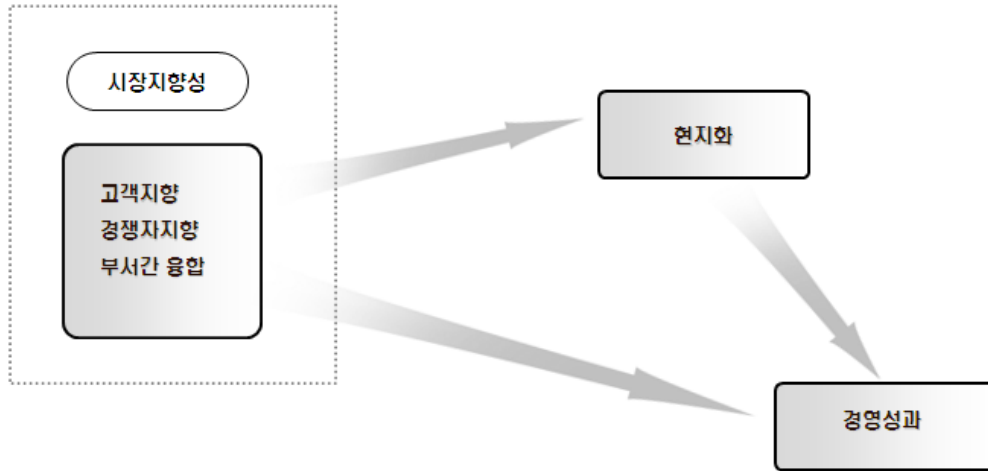 시장지향성
고객지향
경쟁자지향
부서간 융합
현지화
경영성과